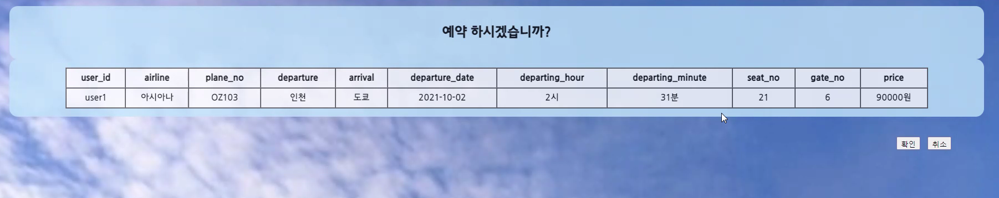 예약 하시겠습니까?
user_id airline plane_no departure arrival departure_date departing_hour departing_minute seat_no gate_no price
user1 아시아나 OZ103 인천 도쿄 2021-10-02 2시 31분 21 6 90000원
확인 취소